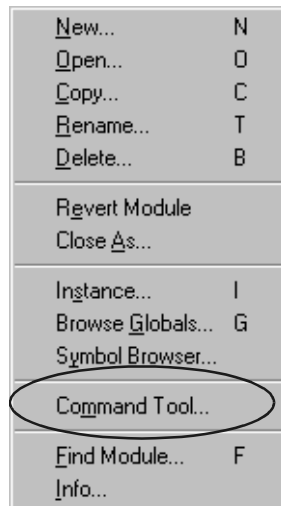 New... N
Open... O
Copy... C
Rename... T
Delete... B
Revert Module
Close As...
Instance... I
Browse Globals... G
Symbol Browser...
Command Tool...
Find Module... F
Info...